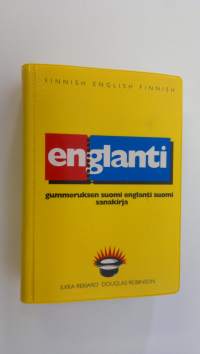 FINNISH ENGLISH FINNISH
englanti
gummeruksen suomi englanti suomi
sanakirja
ILKKA REKIARO DOUGLAS ROBINSON